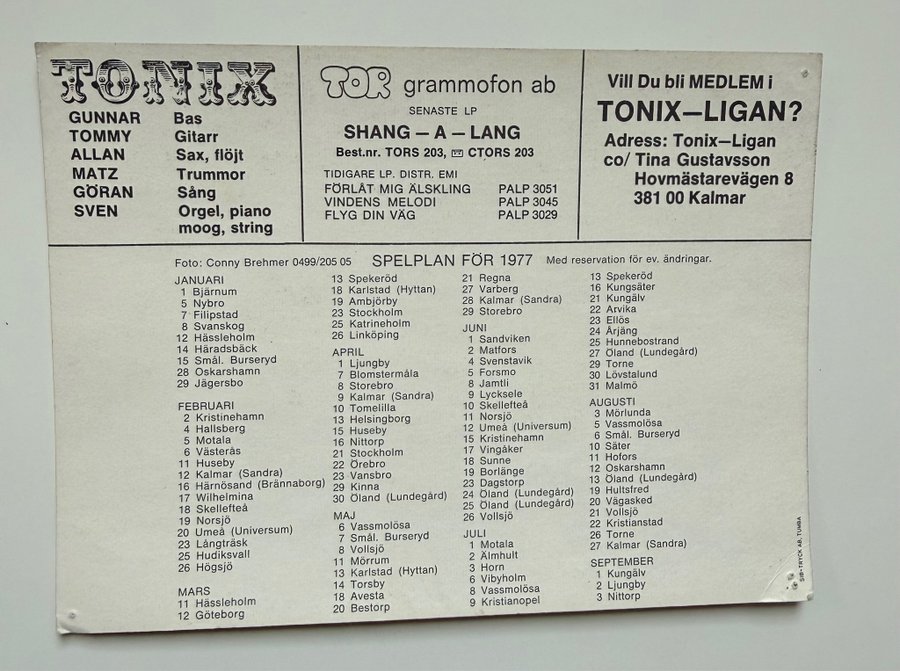 TONIX
GUNNAR Bas
TOMMY Gitarr
ALLAN Sax, flöjt
MATZ Trummor
GÖRAN Sång
SVEN Orgel, piano
moog, string
TOR grammofon ab
SENASTE LP
SHANG – A – LANG
Best.nr. TORS 203, CTORS 203
TIDIGARE LP. DISTR. EMI
FÖRLÅT MIG ÄLSKLING PALP 3051
VINDENS MELODI PALP 3045
FLYG DIN VÄG PALP 3029
Vill Du bli MEDLEM i
TONIX–LIGAN?
Adress: Tonix–Ligan
co/ Tina Gustavsson
Hovmästarevägen 8
381 00 Kalmar
Foto: Conny Brehmer 0499/205 05 SPELPLAN FÖR 1977 Med reservation för ev. ändringar.
JANUARI
1 Bjärnum
5 Nybro
7 Filipstad
8 Svanskog
12 Hässleholm
14 Häradsbäck
15 Smål. Burseryd
28 Oskarshamn
29 Jägersbo
FEBRUARI
2 Kristinehamn
4 Hallsberg
5 Motala
6 Västerås
11 Huseby
12 Kalmar (Sandra)
16 Härnösand (Brännaborg)
17 Wilhelmina
18 Skellefteå
19 Norsjö
20 Umeå (Universum)
23 Långträsk
25 Hudiksvall
26 Högsjö
MARS
11 Hässleholm
12 Göteborg
13 Spekeröd
18 Karlstad (Hyttan)
19 Ambjörby
23 Stockholm
25 Katrineholm
26 Linköping
APRIL
1 Ljungby
7 Blomstermåla
8 Storebro
9 Kalmar (Sandra)
10 Tomelilla
13 Helsingborg
15 Huseby
16 Nittorp
21 Stockholm
22 Örebro
23 Vansbro
29 Kinna
30 Öland (Lundegård)
MAJ
6 Vassmolösa
7 Smål. Burseryd
8 Vollsjö
11 Mörrum
13 Karlstad (Hyttan)
14 Torsby
18 Avesta
20 Bestorp
21 Regna
27 Varberg
28 Kalmar (Sandra)
29 Storebro
JUNI
1 Sandviken
2 Matfors
4 Svenstavik
5 Forsmo
8 Jamtli
9 Lycksele
10 Skellefteå
11 Norsjö
12 Umeå (Universum)
15 Kristinehamn
17 Vingåker
18 Sunne
19 Borlänge
23 Dagstorp
24 Öland (Lundegård)
25 Öland (Lundegård)
26 Vollsjö
JULI
1 Motala
2 Älmhult
3 Horn
6 Vibyholm
8 Vassmolösa
9 Kristianopel
13 Spekeröd
16 Kungsäter
21 Kungälv
22 Arvika
23 Ellös
24 Årjäng
25 Hunnebostrand
27 Öland (Lundegård)
29 Torne
30 Lövstalund
31 Malmö
AUGUSTI
3 Mörlunda
5 Vassmolösa
6 Smål. Burseryd
10 Säter
11 Hofors
12 Oskarshamn
13 Öland (Lundegård)
19 Hultsfred
20 Vägasked
21 Vollsjö
22 Kristianstad
26 Torne
27 Kalmar (Sandra)
SEPTEMBER
1 Kungälv
2 Ljungby
3 Nittorp
SIB-TRYCK AB, TUMBA